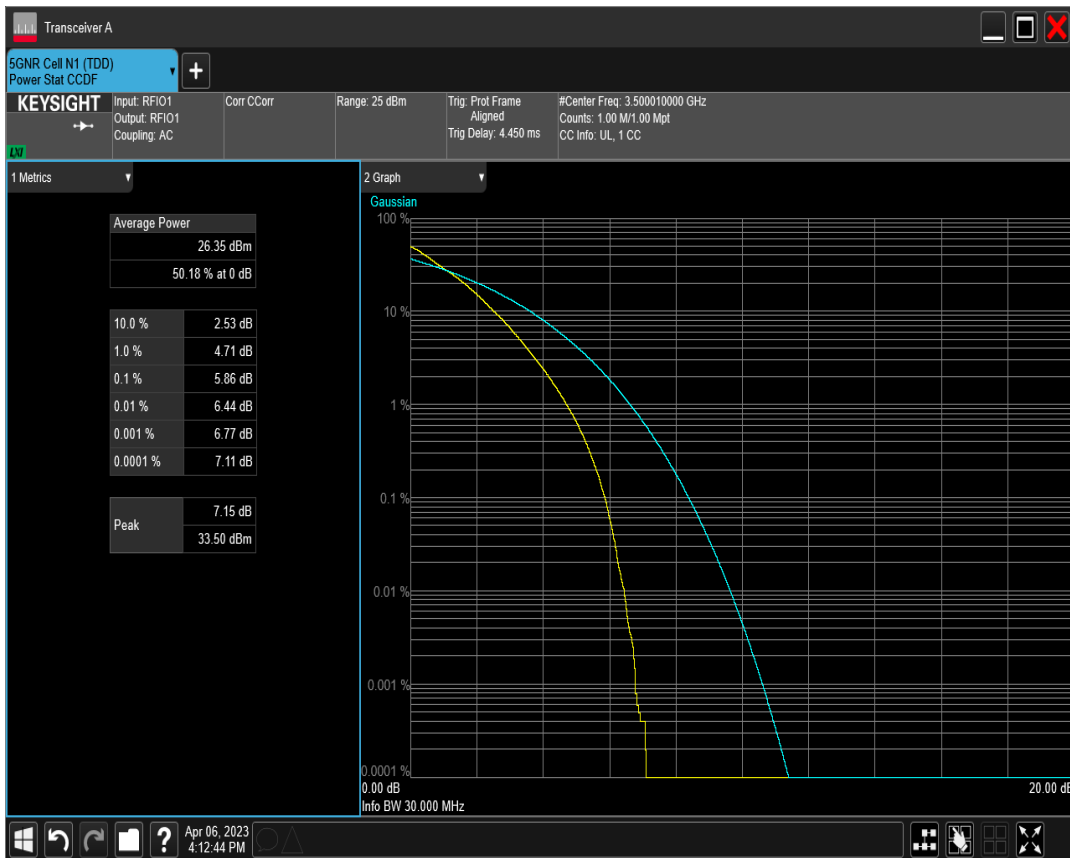 Transceiver A
5GNR Cell N1 (TDD)
Power Stat CCDF
KEYSIGHT
LXI
Input: RFIO1
Output: RFIO1
Coupling: AC
Corr CCorr
Range: 25 dBm
Trig: Prot Frame
Aligned
Trig Delay: 4.450 ms
#Center Freq: 3.500010000 GHz
Counts: 1.00 M/1.00 Mpt
CC Info: UL, 1 CC
1 Metrics
Average Power
26.35 dBm
50.18 % at 0 dB
10.0 % 2.53 dB
1.0 % 4.71 dB
0.1 % 5.86 dB
0.01 % 6.44 dB
0.001 % 6.77 dB
0.0001 % 7.11 dB
Peak
7.15 dB
33.50 dBm
2 Graph
Gaussian
100 %
10 %
1 %
0.1 %
0.01 %
0.001 %
0.0001 %
0.00 dB 20.00 dB
Info BW 30.000 MHz
? Apr 06, 2023
4:12:44 PM